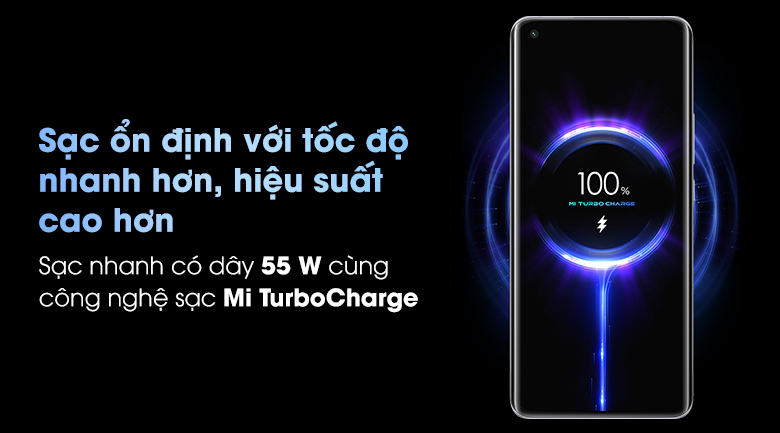 Sạc ổn định với tốc độ
nhanh hơn, hiệu suất
cao hơn
Sạc nhanh có dây 55 W cùng
công nghệ sạc Mi TurboCharge
100%
MI TURBO CHARGE